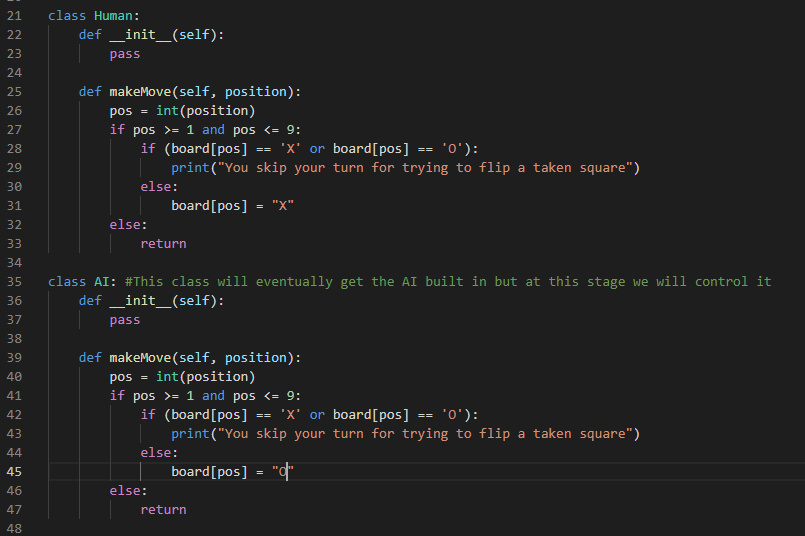 21 class Human:
22     def __init__(self):
23         pass
24
25     def makeMove(self, position):
26         pos = int(position)
27         if pos >= 1 and pos <= 9:
28             if (board[pos] == 'X' or board[pos] == 'O'):
29                 print("You skip your turn for trying to flip a taken square")
30             else:
31                 board[pos] = "X"
32         else:
33             return
34
35 class AI: #This class will eventually get the AI built in but at this stage we will control it
36     def __init__(self):
37         pass
38
39     def makeMove(self, position):
40         pos = int(position)
41         if pos >= 1 and pos <= 9:
42             if (board[pos] == 'X' or board[pos] == 'O'):
43                 print("You skip your turn for trying to flip a taken square")
44             else:
45                 board[pos] = "O"
46         else:
47             return
48